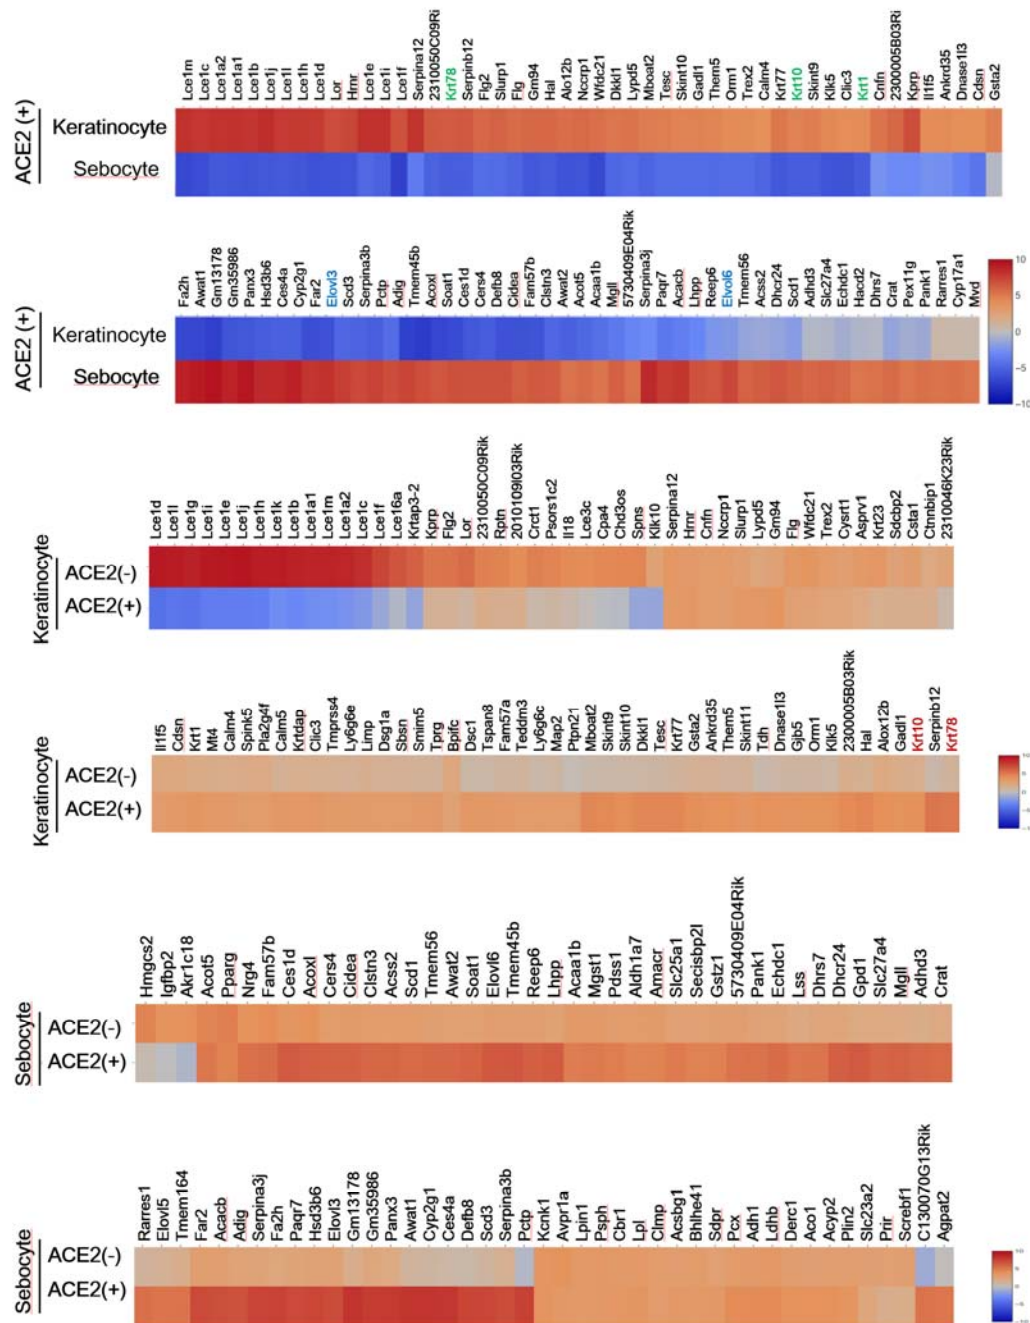 Lce1m Lce1c Lce1a2 Lce1a1 Lce1b Lce1j Lce1l Lce1h Lce1d Lor Hrnr Lce1e Lce1i Lce1f Serpina12 2310050C09Ri Krt78 Serpinb12 Flg2 Slurp1 Flg Gm94 Hal Alo12b Nccrp1 Wfdc21 Dkkl1 Lypd5 Mboat2 Tesc Skint10 Gadl1 Them5 Orm1 Trex2 Calm4 Krt77 Krt10 Skint9 Klk5 Clic3 Krt1 Cnfn 2300005B03Ri Kprp Il1f5 Ankrd35 Dnase1l3 Cdsn Gsta2
ACE2 (+)
Keratinocyte
Sebocyte
Fa2h Awat1 Gm13178 Gm35986 Panx3 Hsd3b6 Ces4a Cyp2g1 Far2 Elovl3 Scd3 Serpina3b Pctp Adig Tmem45b Acoxl Soat1 Ces1d Cers4 Defb8 Cidea Fam57b Clstn3 Awat2 Acot5 Acaa1b Mgll 5730409E04Rik Serpina3j Paqr7 Acacb Lhpp Reep6 Elvol6 Tmem56 Acss2 Dhcr24 Scd1 Adhd3 Slc27a4 Echdc1 Hacd2 Dhrs7 Crat Pex11g Pank1 Rarres1 Cyp17a1 Mvd
ACE2 (+)
Keratinocyte
Sebocyte
10
5
0
−5
−10
Lce1d Lce1l Lce1g Lce1i Lce1e Lce1j Lce1h Lce1k Lce1b Lce1a1 Lce1m Lce1a2 Lce1c Lce1f Lce16a Krtap3-2 Kprp Flg2 Lor 2310050C09Rik Rgtn 2010109I03Rik Crct1 Psors1c2 Il18 Lce3c Cpa4 Chd3os Spns Klk10 Serpina12 Hrnr Cnfn Nccrp1 Slurp1 Lypd5 Gm94 Flg Wfdc21 Trex2 Cysrt1 Asprv1 Krt23 Sdcbp2 Csta1 Ctnnbip1 2310046K23Rik
Keratinocyte
ACE2(-)
ACE2(+)
Il1f5 Cdsn Krt1 Mt4 Calm4 Spink5 Pla2g4f Calm5 Krtdap Clic3 Tmprss4 Ly6g6e Limp Dsg1a Sbsn Smim5 Tprg Bpifc Dsc1 Tspan8 Fam57a Teddm3 Ly6g6c Map2 Ptpn21 Mboat2 Skint9 Skint10 Dkkl1 Tesc Krt77 Gsta2 Ankrd35 Them5 Skint11 Tdh Dnase1l3 Gjb5 Orm1 Klk5 2300005B03Rik Hal Alox12b Gadl1 Krt10 Serpinb12 Krt78
Keratinocyte
ACE2(-)
ACE2(+)
Hmgcs2 Igfbp2 Akr1c18 Acot5 Pparg Nrg4 Fam57b Ces1d Acoxl Cers4 Cidea Clstn3 Acss2 Scd1 Tmem56 Awat2 Soat1 Elovl6 Tmem45b Reep6 Lhpp Acaa1b Mgst1 Pdss1 Aldh1a7 Amacr Slc25a1 Secisbp2l Gstz1 5730409E04Rik Pank1 Echdc1 Lss Dhrs7 Dhcr24 Gpd1 Slc27a4 Mgll Adhd3 Crat
Sebocyte
ACE2(-)
ACE2(+)
Rarres1 Elovl5 Tmem164 Far2 Acacb Adig Serpina3j Fa2h Paqr7 Hsd3b6 Elovl3 Gm13178 Gm35986 Panx3 Awat1 Cyp2g1 Ces4a Defb8 Scd3 Serpina3b Pctp Kcnk1 Avpr1a Lpin1 Psph Cbr1 Lpl Clmp Acsbg1 Bhlhe41 Sdpr Pcx Adh1 Ldhb Derc1 Aco1 Acyp2 Plin2 Slc23a2 Prlr Screbf1 C130070G13Rik Agpat2
Sebocyte
ACE2(-)
ACE2(+)